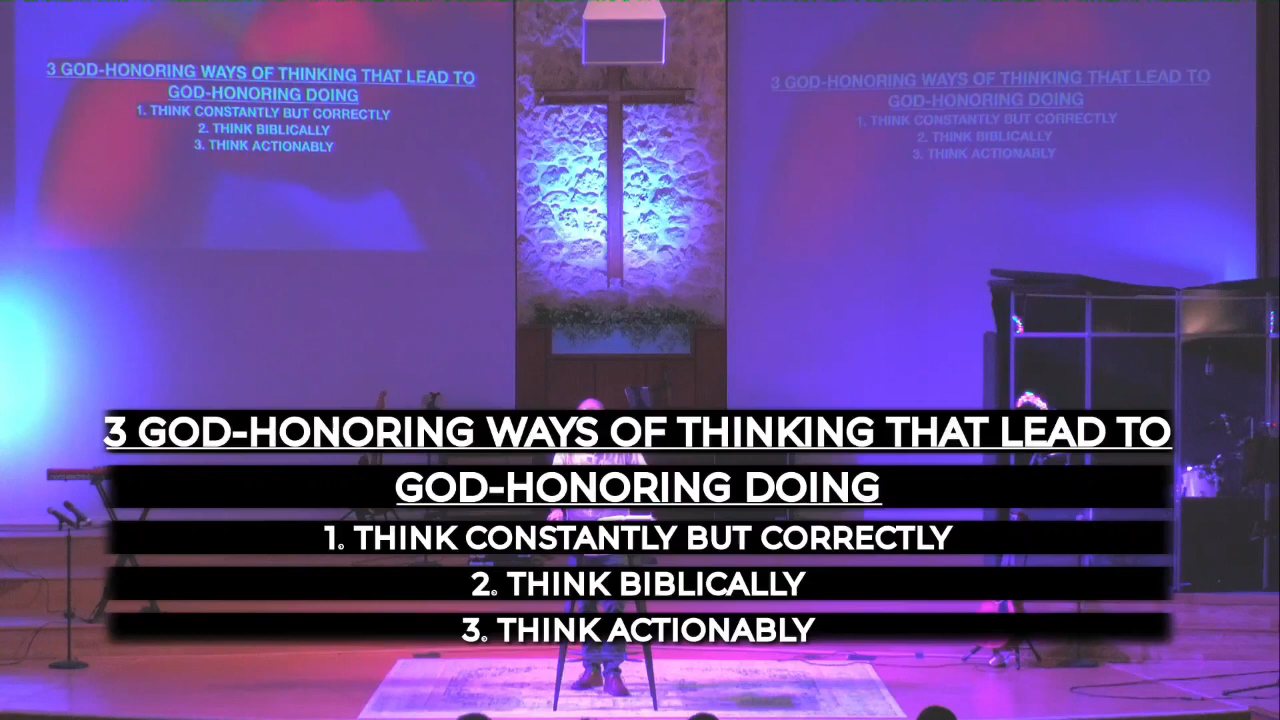 3 GOD-HONORING WAYS OF THINKING THAT LEAD TO
GOD-HONORING DOING
1. THINK CONSTANTLY BUT CORRECTLY
2. THINK BIBLICALLY
3. THINK ACTIONABLY
3 GOD-HONORING WAYS OF THINKING THAT LEAD TO
GOD-HONORING DOING
1. THINK CONSTANTLY BUT CORRECTLY
2. THINK BIBLICALLY
3. THINK ACTIONABLY
3 GOD-HONORING WAYS OF THINKING THAT LEAD TO
GOD-HONORING DOING
1. THINK CONSTANTLY BUT CORRECTLY
2. THINK BIBLICALLY
3. THINK ACTIONABLY